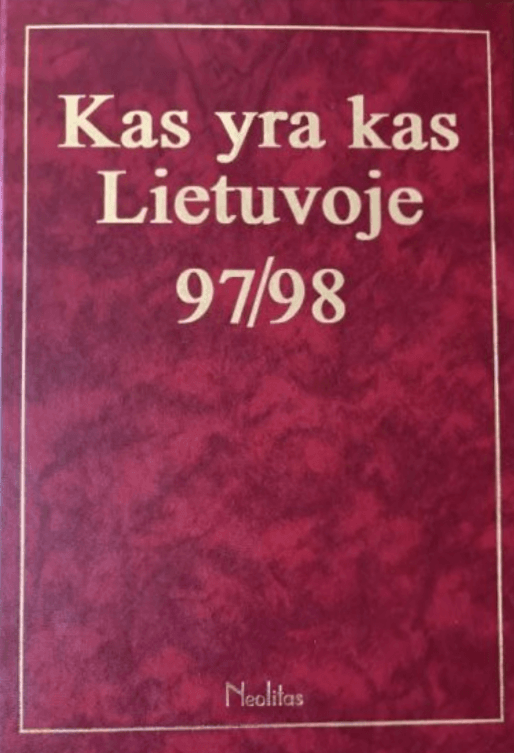 Kas yra kas
Lietuvoje
97/98
Neolitas